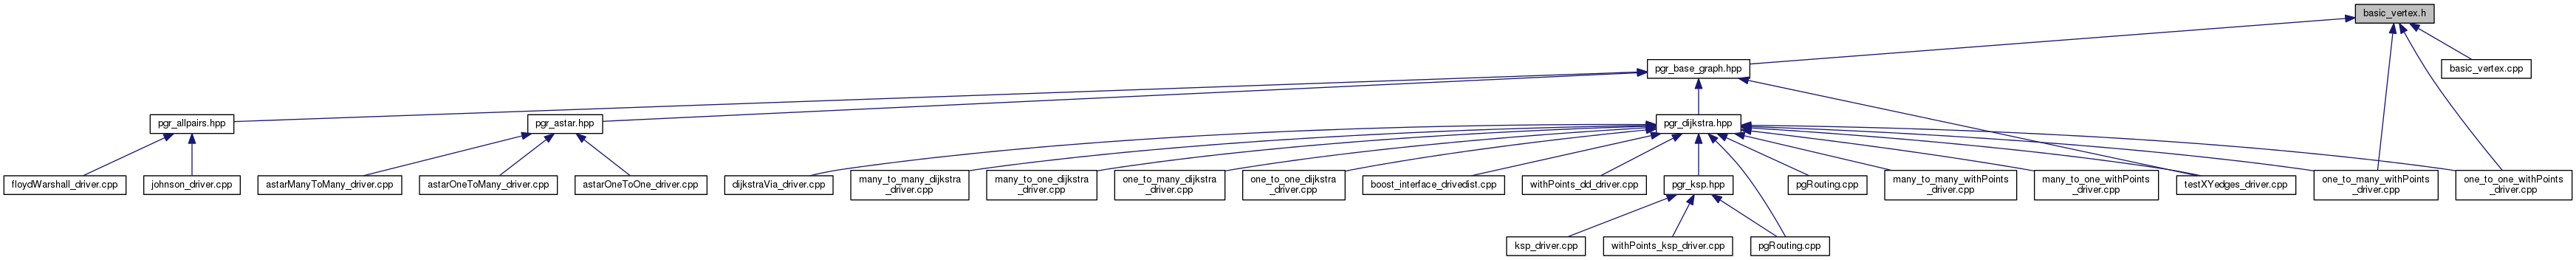 basic_vertex.h
pgr_base_graph.hpp
basic_vertex.cpp
pgr_allpairs.hpp
pgr_astar.hpp
pgr_dijkstra.hpp
floydWarshall_driver.cpp
johnson_driver.cpp
astarManyToMany_driver.cpp
astarOneToMany_driver.cpp
astarOneToOne_driver.cpp
dijkstraVia_driver.cpp
many_to_many_dijkstra
_driver.cpp
many_to_one_dijkstra
_driver.cpp
one_to_many_dijkstra
_driver.cpp
one_to_one_dijkstra
_driver.cpp
boost_interface_drivedist.cpp
withPoints_dd_driver.cpp
pgr_ksp.hpp
pgRouting.cpp
many_to_many_withPoints
_driver.cpp
many_to_one_withPoints
_driver.cpp
testXYedges_driver.cpp
one_to_many_withPoints
_driver.cpp
one_to_one_withPoints
_driver.cpp
ksp_driver.cpp
withPoints_ksp_driver.cpp
pgRouting.cpp